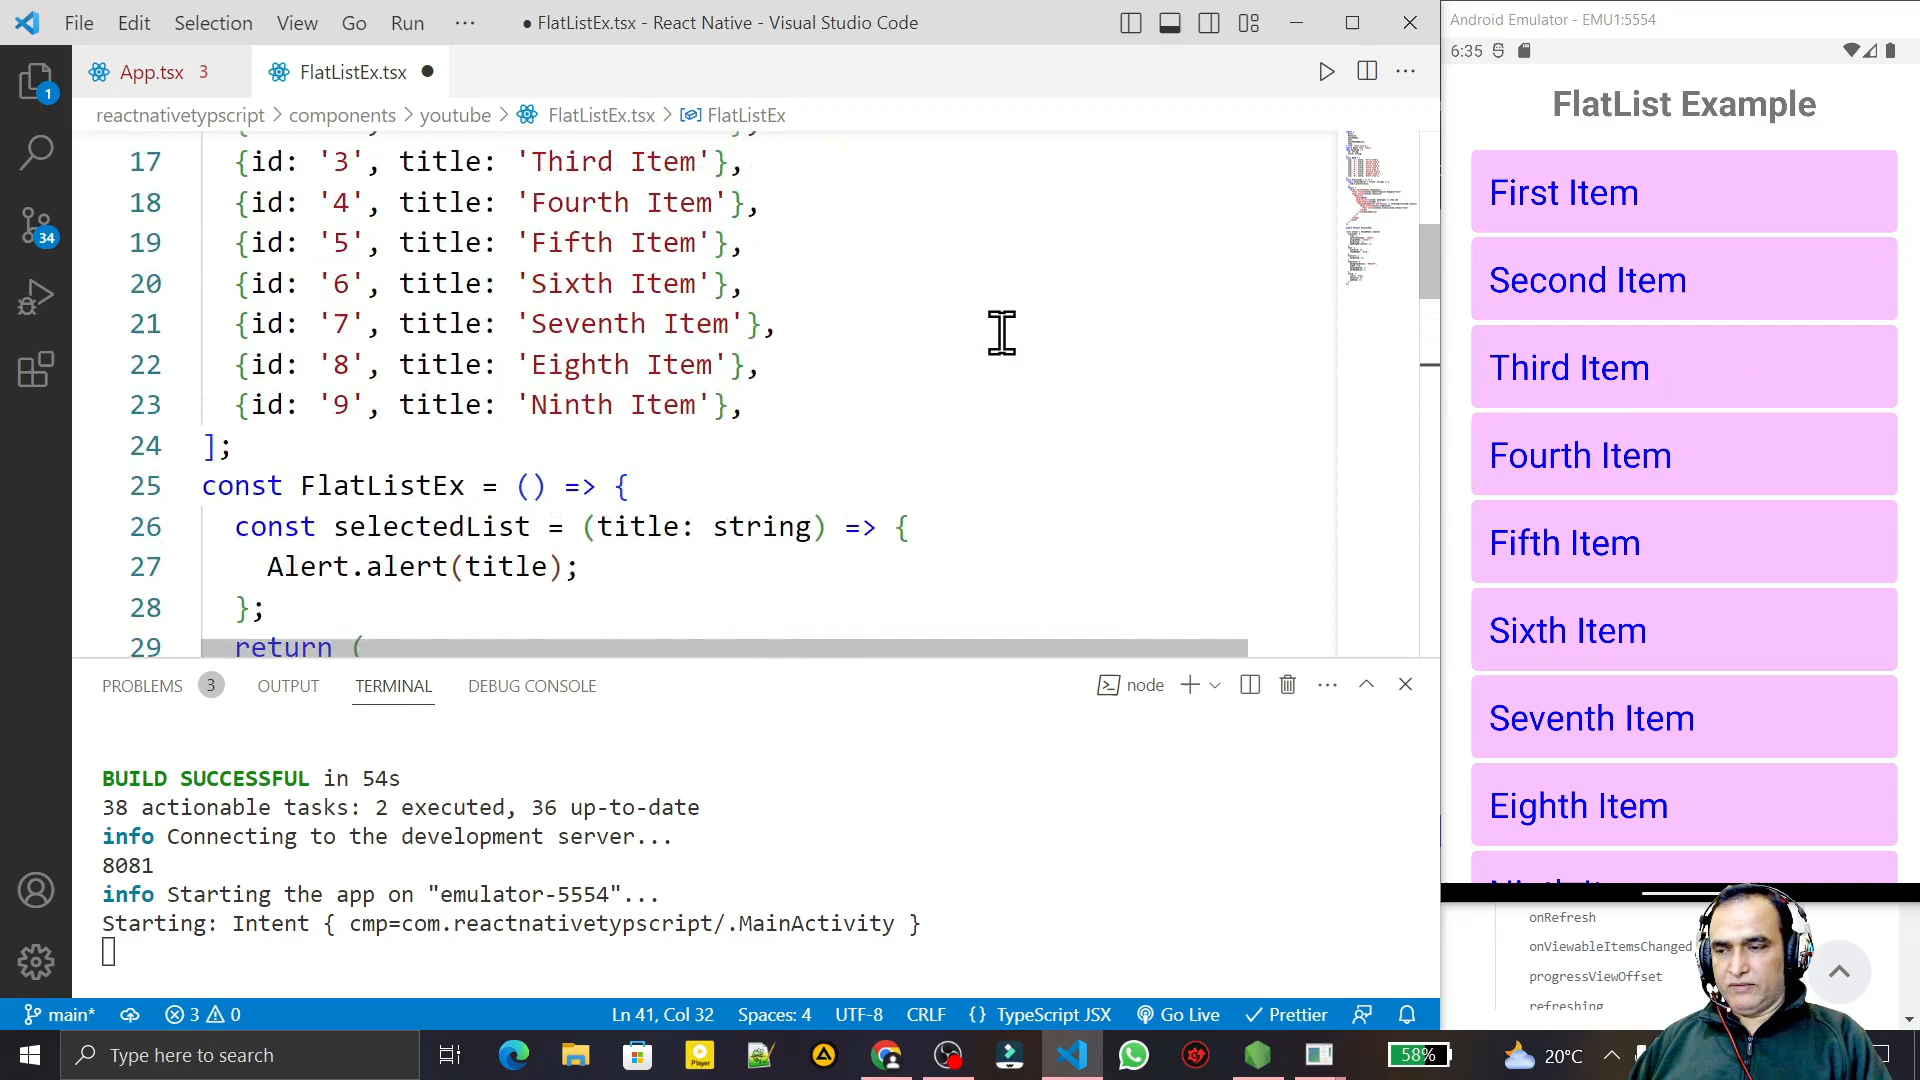 File Edit Selection View Go Run ··· ● FlatListEx.tsx - React Native - Visual Studio Code
App.tsx 3 FlatListEx.tsx
reactnativetypscript > components > youtube > FlatListEx.tsx > FlatListEx
17 {id: '3', title: 'Third Item'},
18 {id: '4', title: 'Fourth Item'},
19 {id: '5', title: 'Fifth Item'},
20 {id: '6', title: 'Sixth Item'},
21 {id: '7', title: 'Seventh Item'},
22 {id: '8', title: 'Eighth Item'},
23 {id: '9', title: 'Ninth Item'},
24 ];
25 const FlatListEx = () => {
26 const selectedList = (title: string) => {
27 Alert.alert(title);
28 };
29 return (
1
34
PROBLEMS 3 OUTPUT TERMINAL DEBUG CONSOLE node
BUILD SUCCESSFUL in 54s
38 actionable tasks: 2 executed, 36 up-to-date
info Connecting to the development server...
8081
info Starting the app on "emulator-5554"...
Starting: Intent { cmp=com.reactnativetypscript/.MainActivity }
main* 3 0 Ln 41, Col 32 Spaces: 4 UTF-8 CRLF {} TypeScript JSX Go Live Prettier
Type here to search
58% 20°C
Android Emulator - EMU1:5554
6:35
FlatList Example
First Item
Second Item
Third Item
Fourth Item
Fifth Item
Sixth Item
Seventh Item
Eighth Item
onRefresh
onViewableItemsChanged
progressViewOffset
refreshing